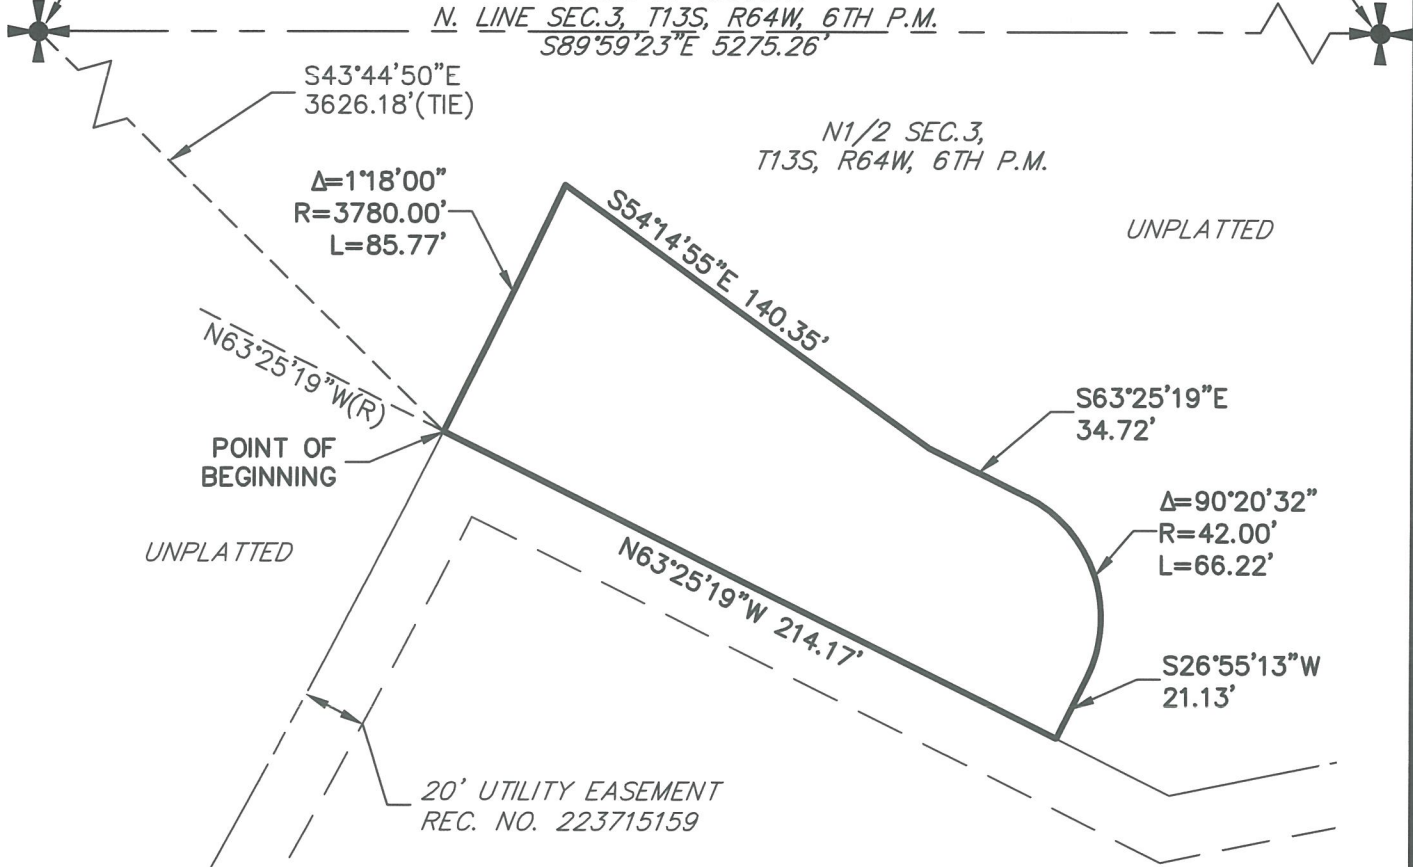 N. LINE SEC.3, T13S, R64W, 6TH P.M.
S89°59'23"E 5275.26'
S43°44'50"E
3626.18'(TIE)
N1/2 SEC.3,
T13S, R64W, 6TH P.M.
Δ=1°18'00"
R=3780.00'
L=85.77'
S54°14'55"E 140.35'
UNPLATTED
N63°25'19"W(R)
S63°25'19"E
34.72'
POINT OF
BEGINNING
Δ=90°20'32"
R=42.00'
L=66.22'
UNPLATTED
N63°25'19"W 214.17'
S26°55'13"W
21.13'
20' UTILITY EASEMENT
REC. NO. 223715159